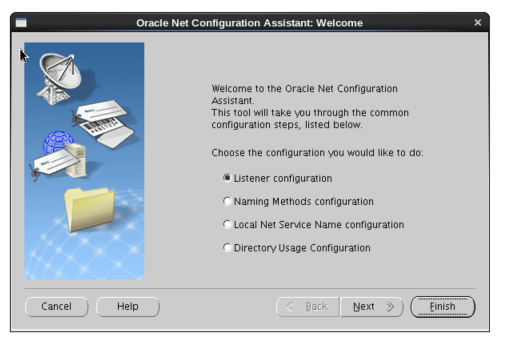 Oracle Net Configuration Assistant: Welcome
Welcome to the Oracle Net Configuration
Assistant.
This tool will take you through the common
configuration steps, listed below.
Choose the configuration you would like to do:
Listener configuration
Naming Methods configuration
Local Net Service Name configuration
Directory Usage Configuration
Cancel
Help
< Back
Next >>
Finish